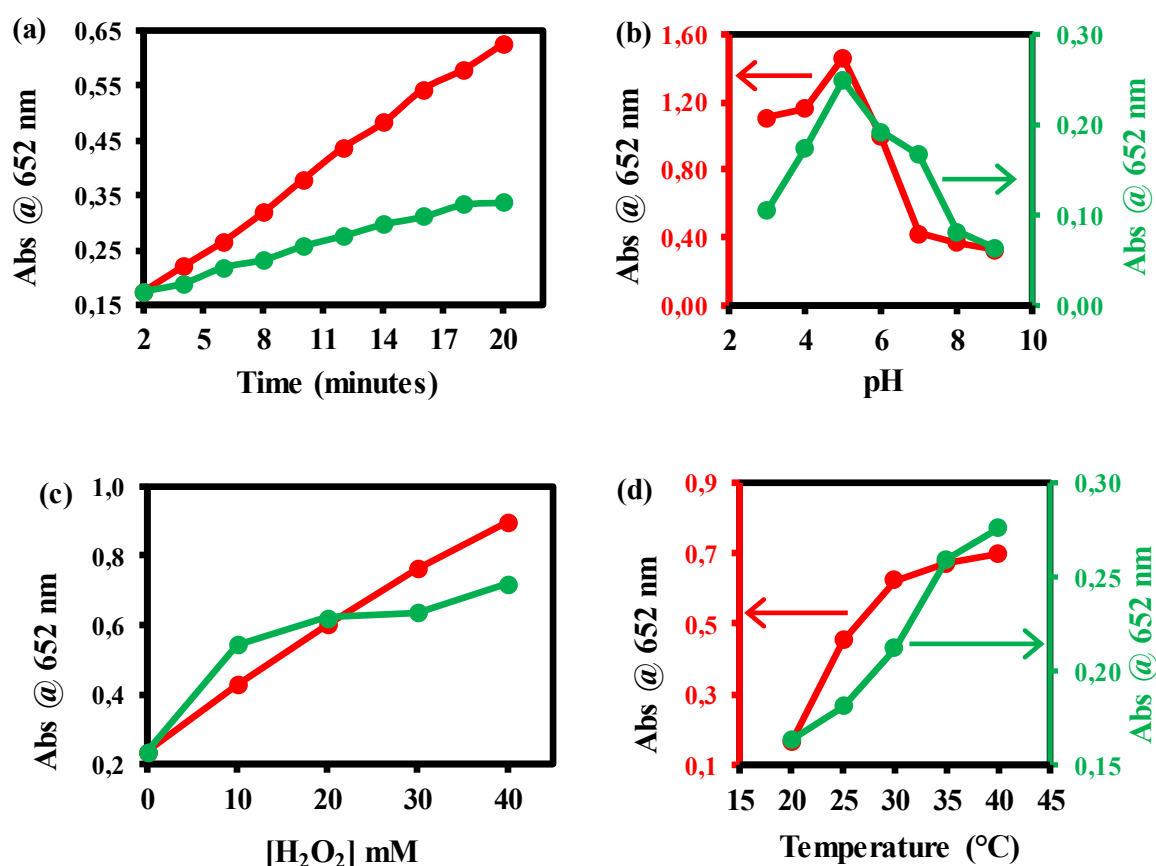 (a)
0,65
0,55
0,45
0,35
0,25
0,15
Abs @ 652 nm
2 5 8 11 14 17 20
Time (minutes)
(b)
1,60
1,20
0,80
0,40
0,00
Abs @ 652 nm
0,30
0,20
0,10
0,00
Abs @ 652 nm
2 4 6 8 10
pH
(c)
1,0
0,8
0,6
0,4
0,2
Abs @ 652 nm
0 10 20 30 40
[H₂O₂] mM
(d)
0,9
0,7
0,5
0,3
0,1
Abs @ 652 nm
0,30
0,25
0,20
0,15
Abs @ 652 nm
15 20 25 30 35 40 45
Temperature (°C)